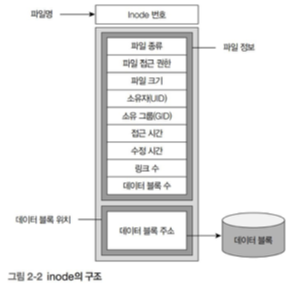 파일명
Inode 번호
파일 종류
파일 정보
파일 접근 권한
파일 크기
소유자(UID)
소유 그룹(GID)
접근 시간
수정 시간
링크 수
데이터 블록 수
데이터 블록 위치
데이터 블록 주소
데이터 블록
그림 2-2 inode의 구조